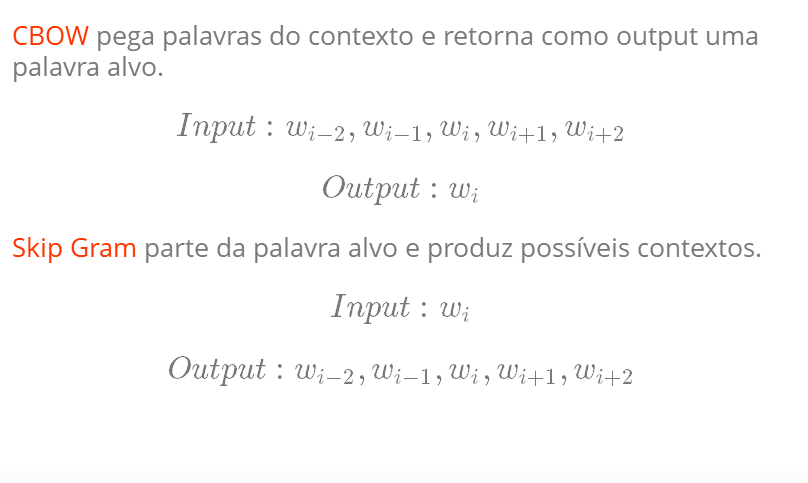 CBOW pega palavras do contexto e retorna como output uma
palavra alvo.
Input : w_{i-2}, w_{i-1}, w_i, w_{i+1}, w_{i+2}
Output : w_i
Skip Gram parte da palavra alvo e produz possíveis contextos.
Input : w_i
Output : w_{i-2}, w_{i-1}, w_i, w_{i+1}, w_{i+2}